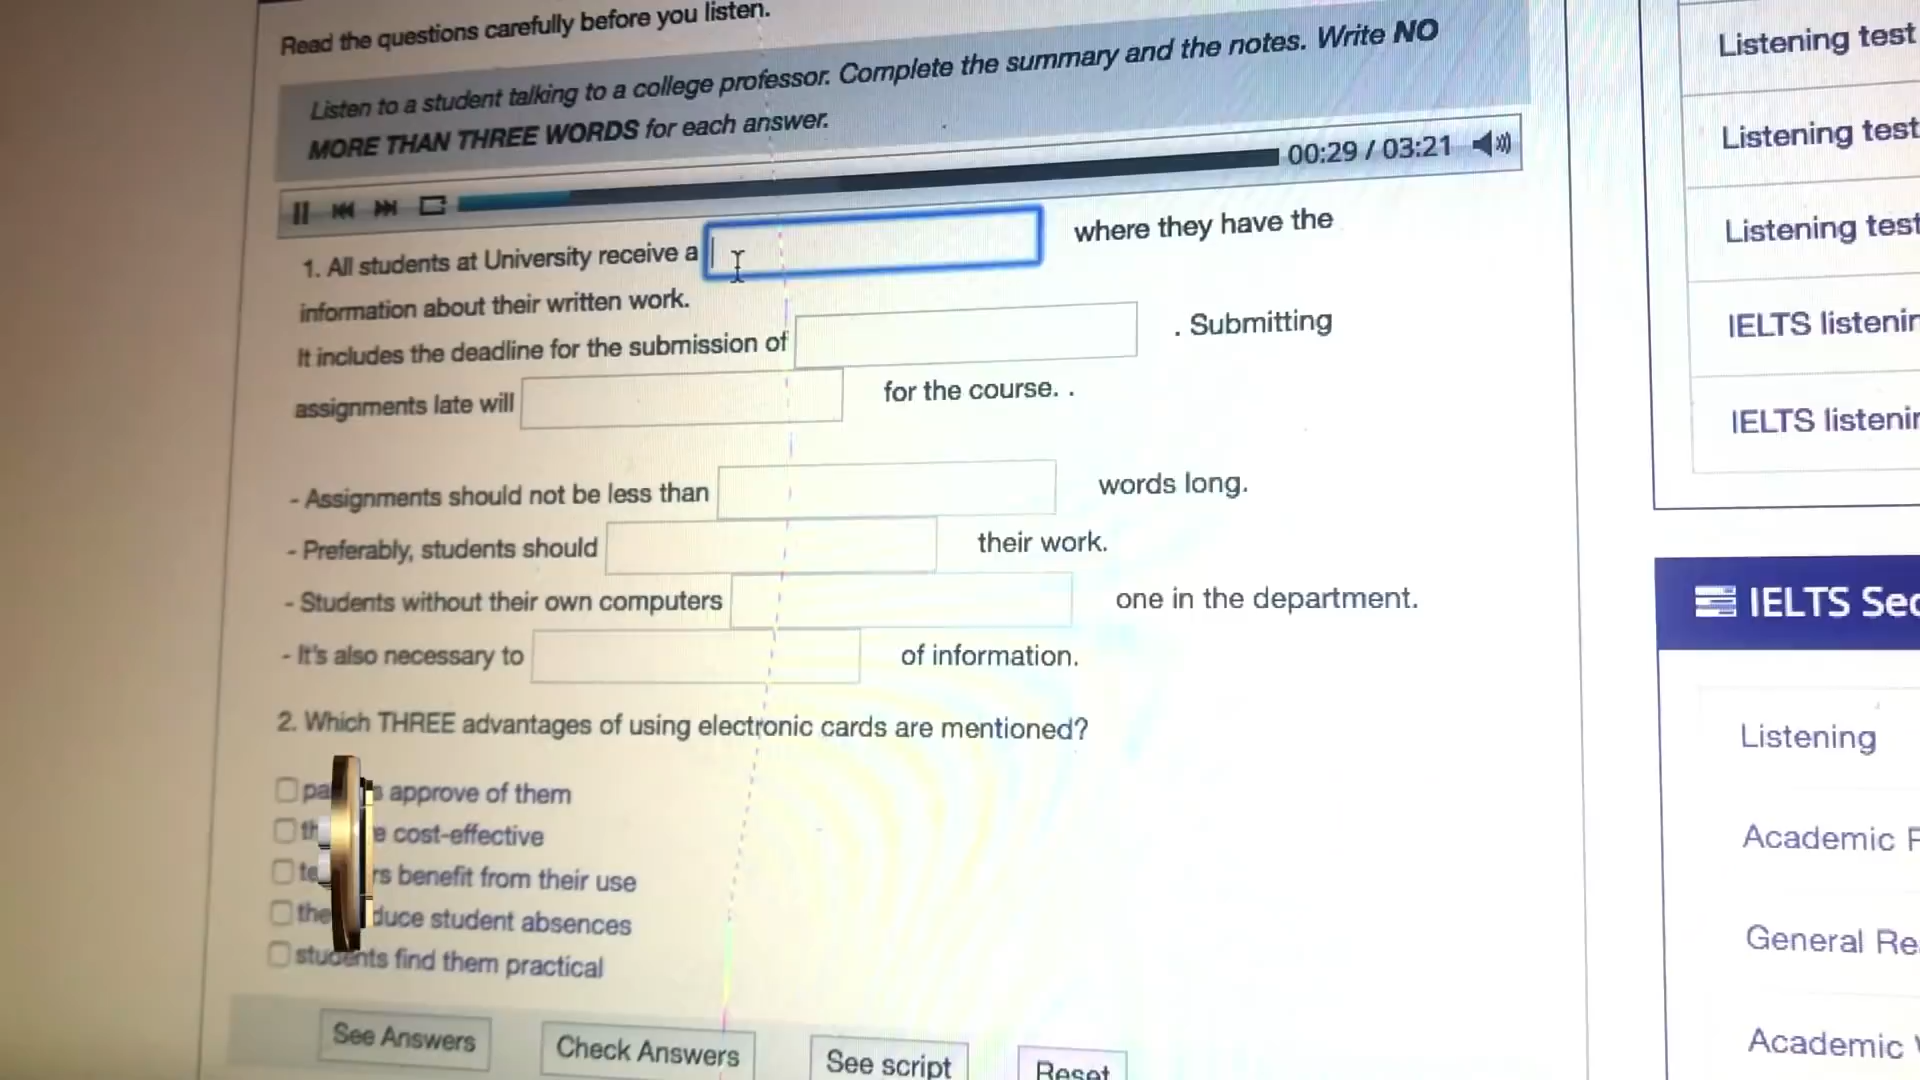 Read the questions carefully before you listen.
Listen to a student talking to a college professor. Complete the summary and the notes. Write NO
MORE THAN THREE WORDS for each answer.
00:29 / 03:21
1. All students at University receive a where they have the
information about their written work.
It includes the deadline for the submission of . Submitting
assignments late will for the course. .
- Assignments should not be less than words long.
- Preferably, students should their work.
- Students without their own computers one in the department.
- It's also necessary to of information.
2. Which THREE advantages of using electronic cards are mentioned?
approve of them
cost-effective
benefit from their use
student absences
students find them practical
See Answers
Check Answers
See script
Reset
Listening test
Listening test
Listening test
IELTS
IELTS
IELTS
Listening
Academic
General
Academic